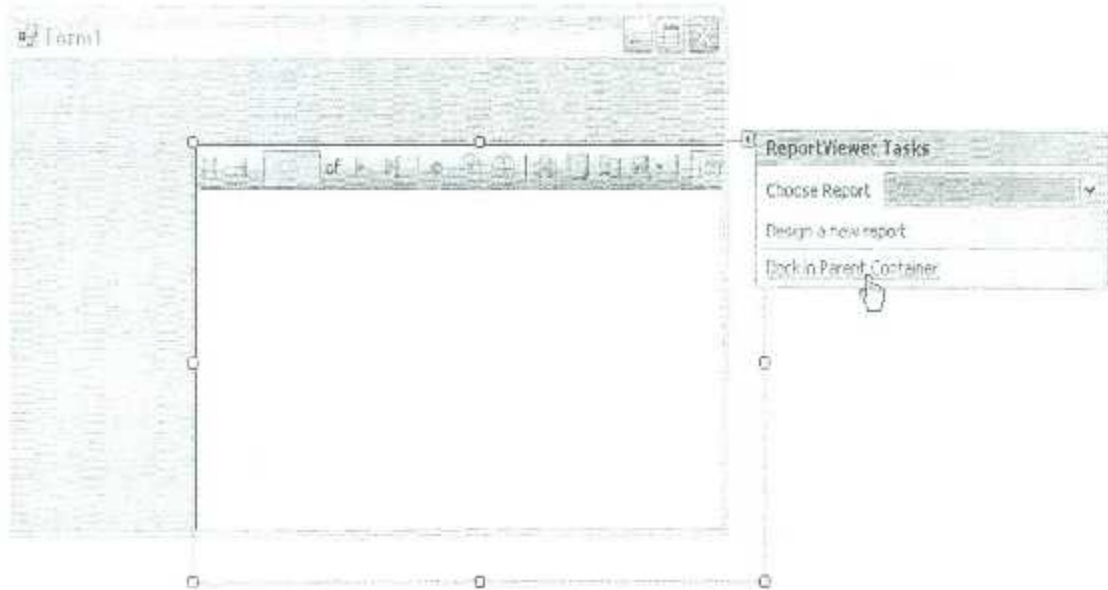 Form1
of
ReportViewer Tasks
Choose Report
Design a new report
Dock in Parent Container